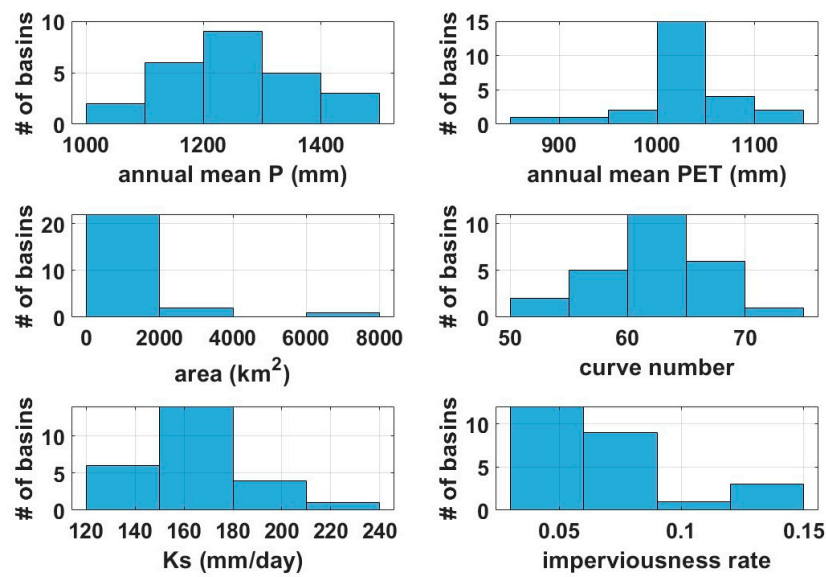 # of basins
10
5
0
1000 1200 1400
annual mean P (mm)
# of basins
15
10
5
0
900 1000 1100
annual mean PET (mm)
# of basins
20
10
0
0 2000 4000 6000 8000
area (km²)
# of basins
10
5
0
50 60 70
curve number
# of basins
10
5
0
120 140 160 180 200 220 240
Ks (mm/day)
# of basins
10
5
0
0.05 0.1 0.15
imperviousness rate